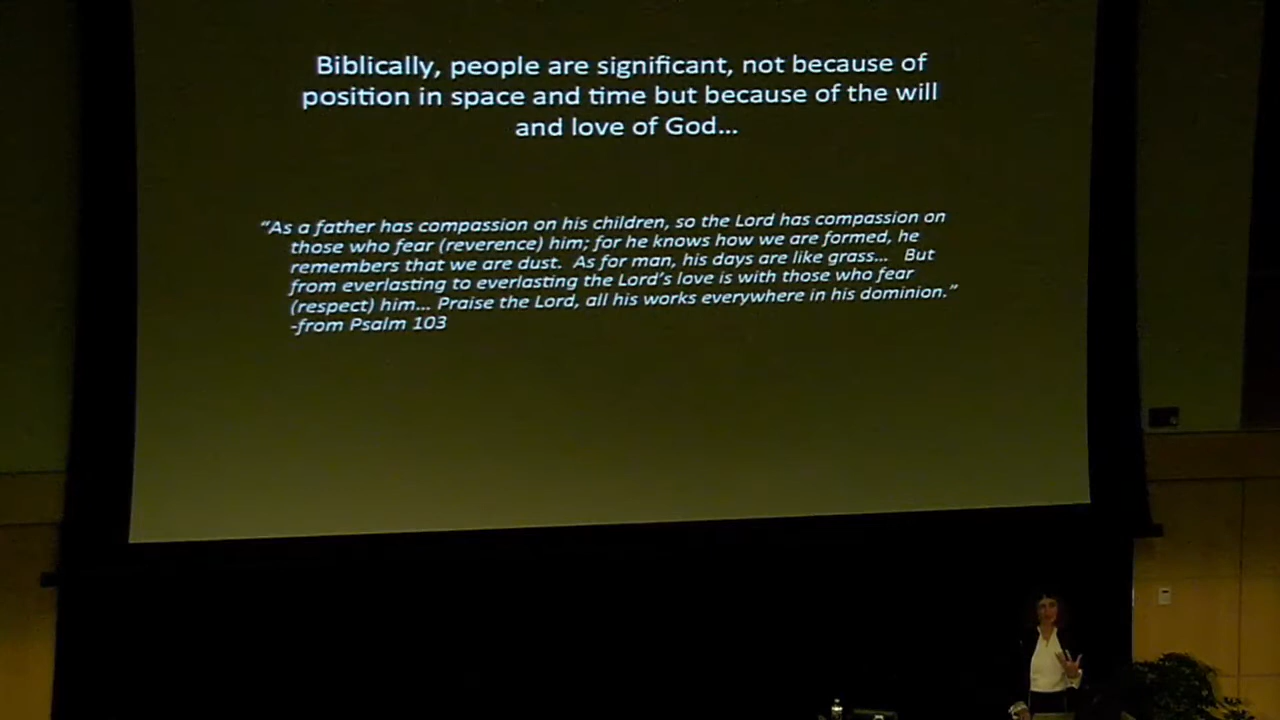 Biblically, people are significant, not because of
position in space and time but because of the will
and love of God...
“As a father has compassion on his children, so the Lord has compassion on
those who fear (reverence) him; for he knows how we are formed, he
remembers that we are dust.  As for man, his days are like grass...   But
from everlasting to everlasting the Lord’s love is with those who fear
(respect) him... Praise the Lord, all his works everywhere in his dominion.”
-from Psalm 103